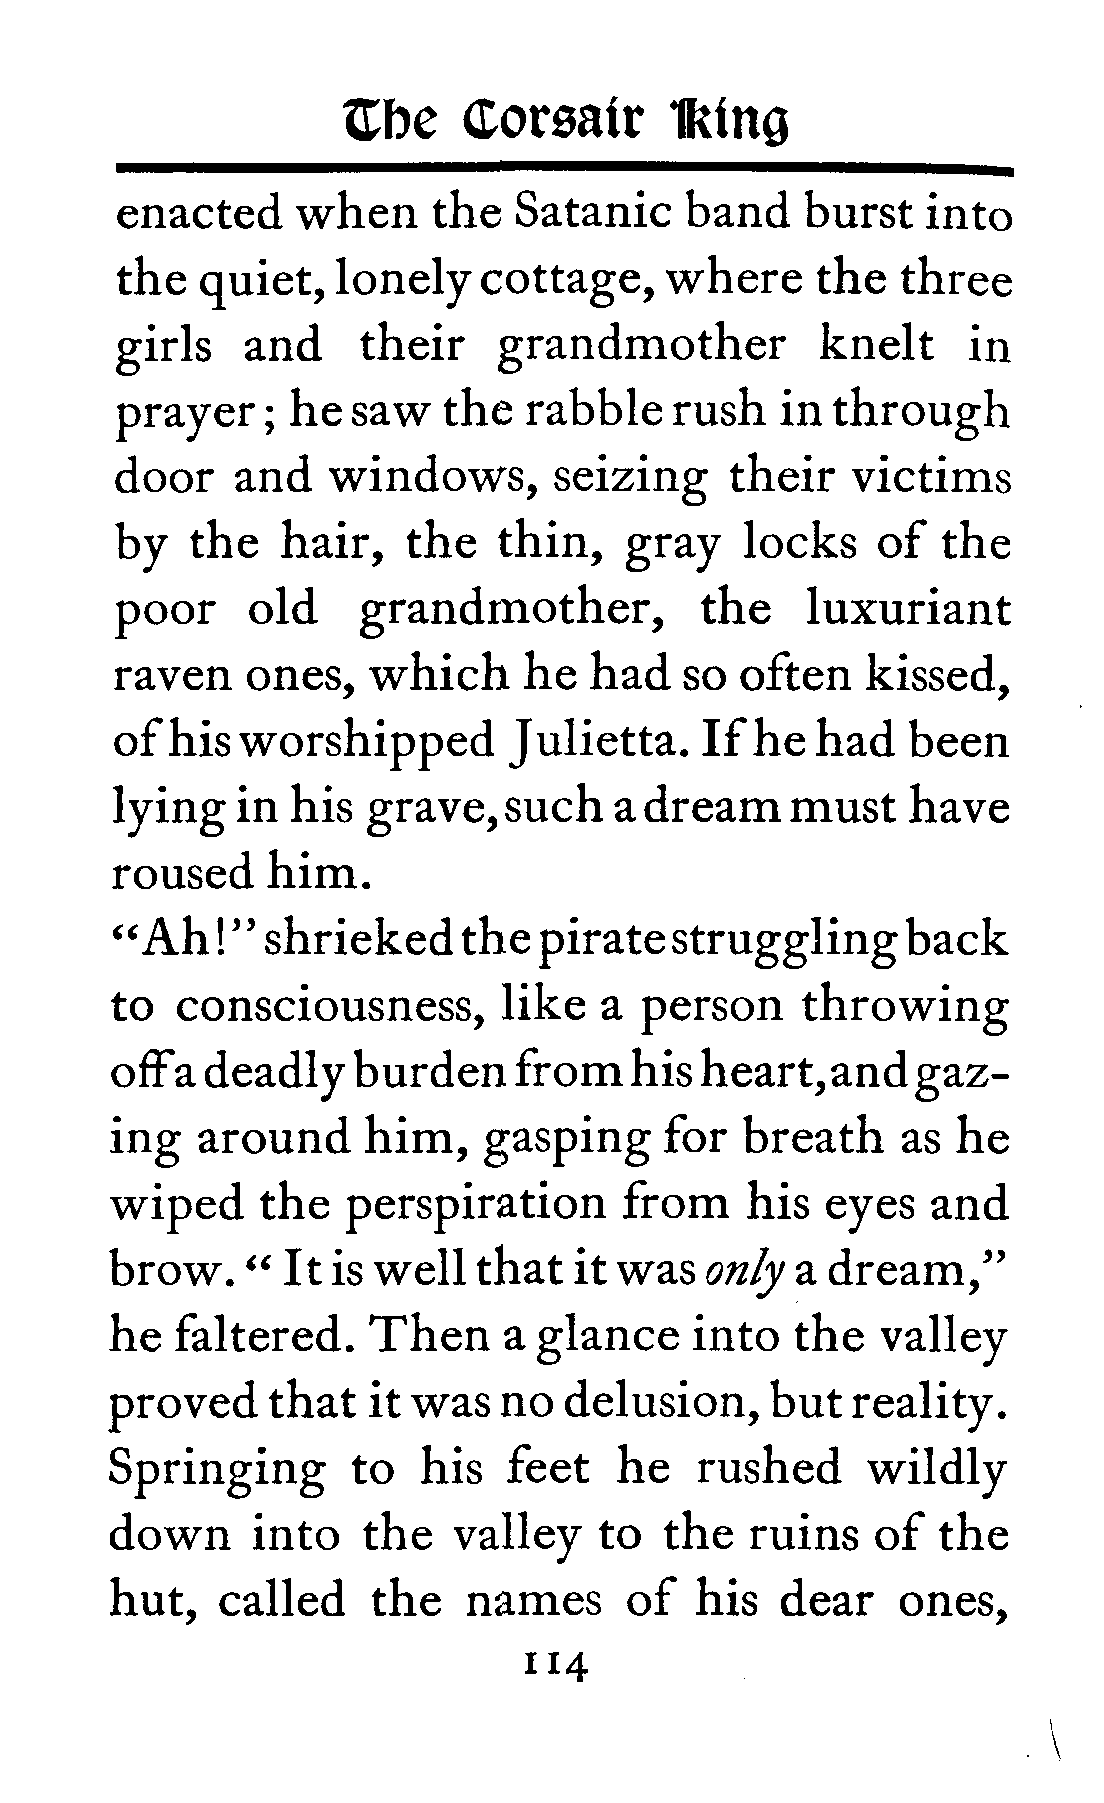 The Corsair King
enacted when the Satanic band burst into
the quiet, lonely cottage, where the three
girls and their grandmother knelt in
prayer; he saw the rabble rush in through
door and windows, seizing their victims
by the hair, the thin, gray locks of the
poor old grandmother, the luxuriant
raven ones, which he had so often kissed,
of his worshipped Julietta. If he had been
lying in his grave, such a dream must have
roused him.
“Ah!” shrieked the pirate struggling back
to consciousness, like a person throwing
off a deadly burden from his heart, and gaz-
ing around him, gasping for breath as he
wiped the perspiration from his eyes and
brow. “It is well that it was only a dream,”
he faltered. Then a glance into the valley
proved that it was no delusion, but reality.
Springing to his feet he rushed wildly
down into the valley to the ruins of the
hut, called the names of his dear ones,
114